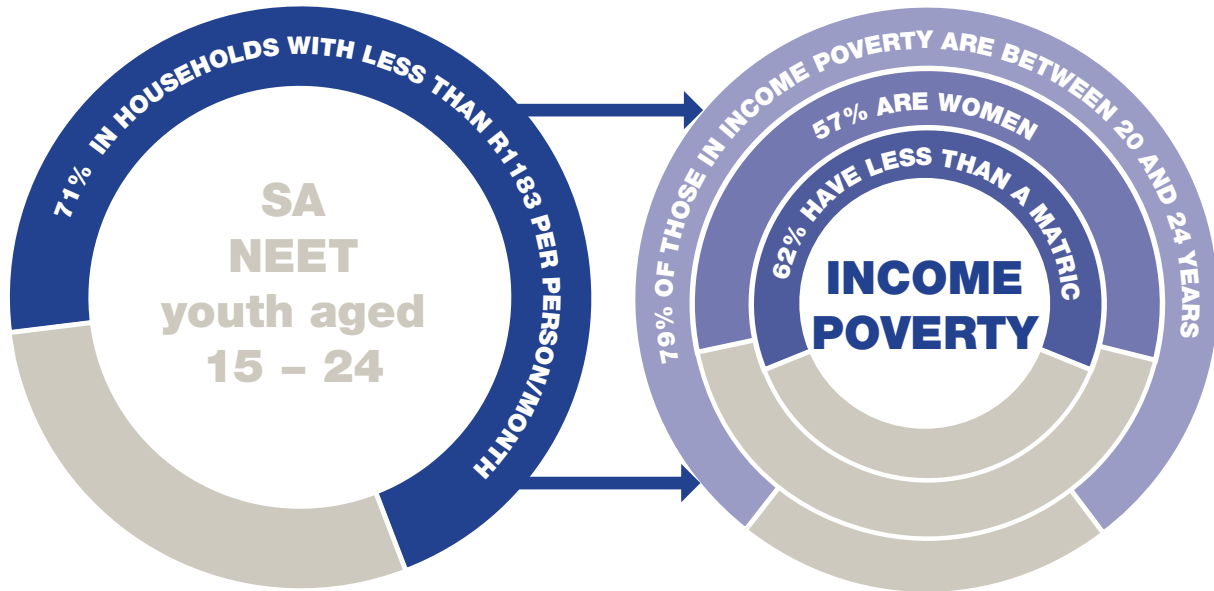 71% IN HOUSEHOLDS WITH LESS THAN R1183 PER PERSON/MONTH
SA
NEET
youth aged
15 – 24
79% OF THOSE IN INCOME POVERTY ARE BETWEEN 20 AND 24 YEARS
57% ARE WOMEN
62% HAVE LESS THAN A MATRIC
INCOME
POVERTY